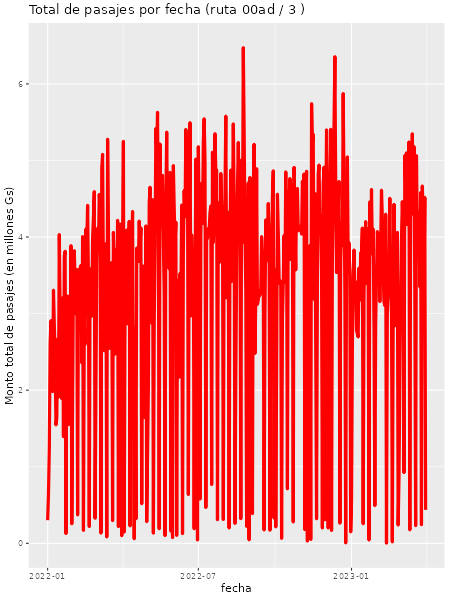 Total de pasajes por fecha (ruta 00ad / 3 )
Monto total de pasajes (en millones Gs)
6
4
2
0
2022-01
2022-07
2023-01
fecha